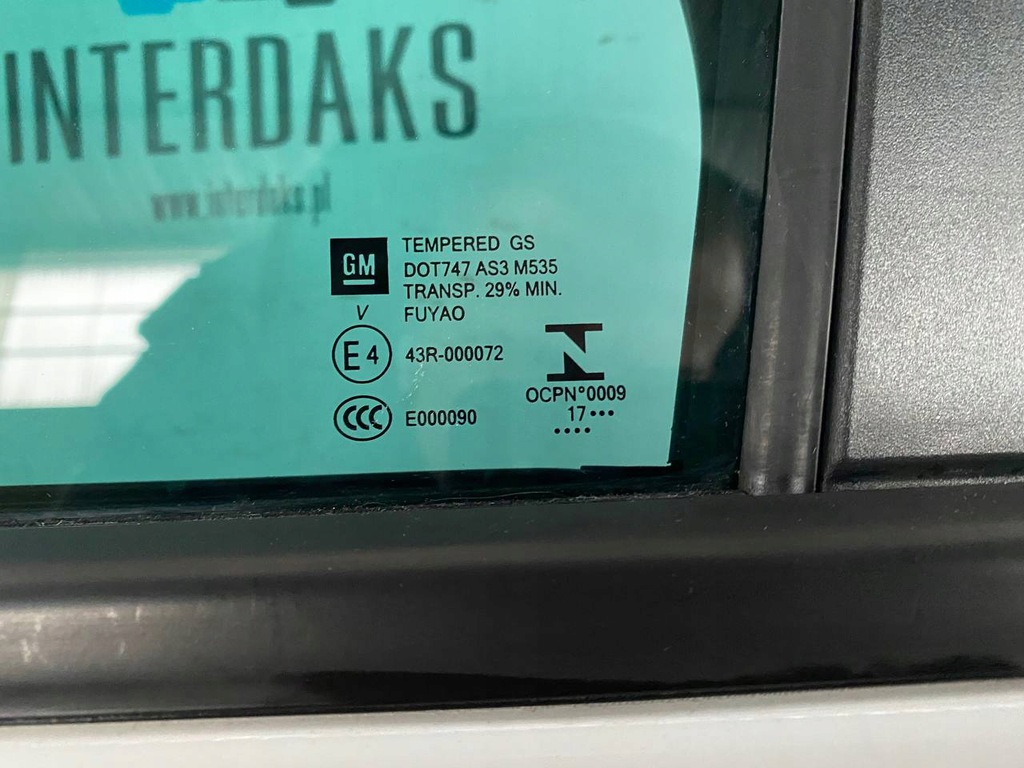 INTERDAKS
www.interdaks.pl
GM
TEMPERED GS
DOT747 AS3 M535
TRANSP. 29% MIN.
V FUYAO
E4 43R-000072
CCC E000090
N
OCPN°0009
17•••
••••